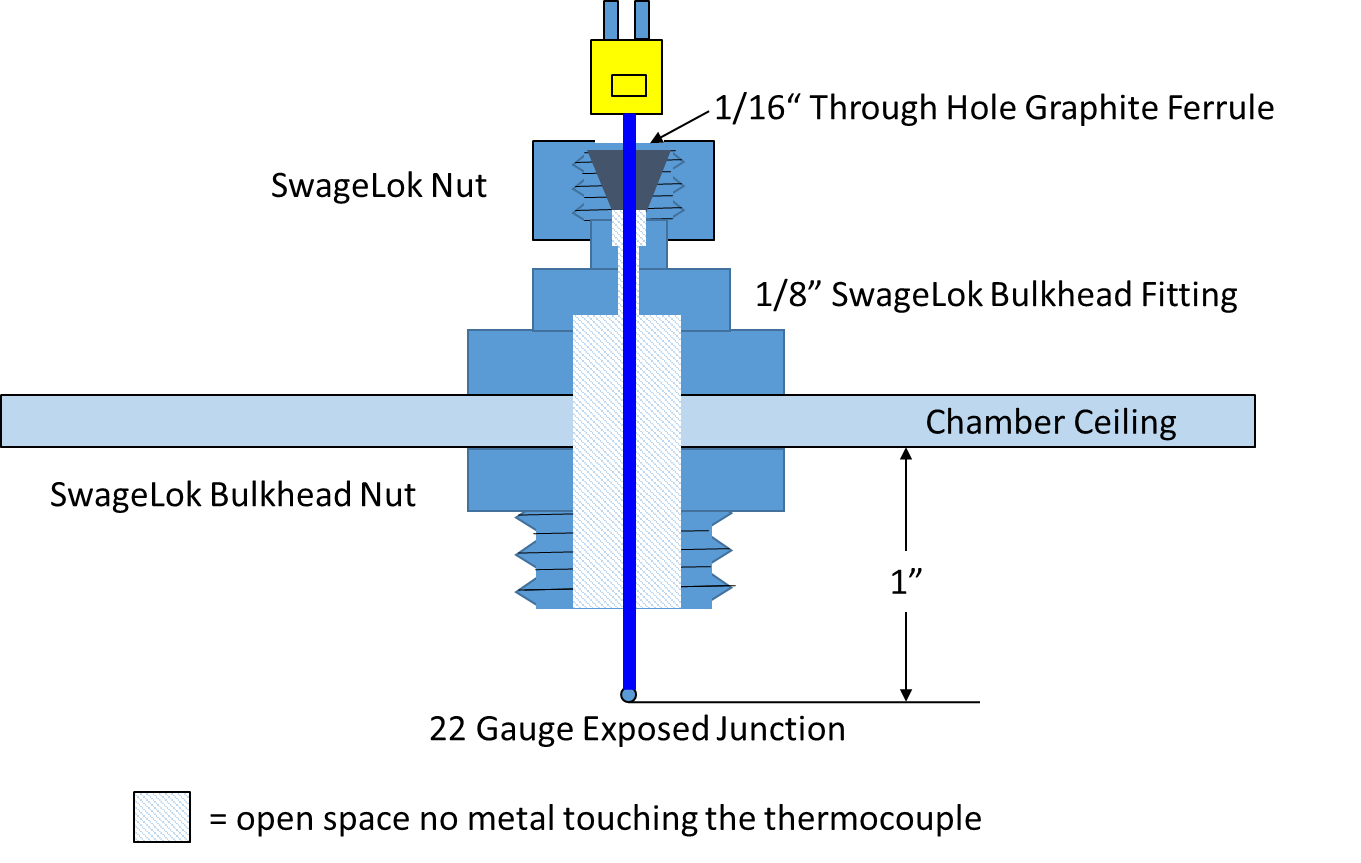 1/16“ Through Hole Graphite Ferrule
SwageLok Nut
1/8” SwageLok Bulkhead Fitting
Chamber Ceiling
SwageLok Bulkhead Nut
1”
22 Gauge Exposed Junction
= open space no metal touching the thermocouple